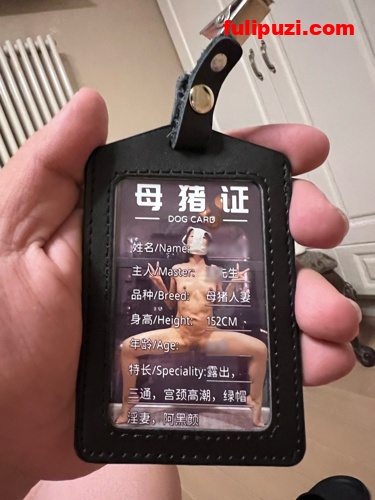 fulipuzi.com
母 猪 证
DOG CARD
姓名/Name:
主人/Master: 先生
品种/Breed: 母猪人妻
身高/Height: 152CM
年龄/Age:
特长/Speciality:露出，
三通，宫颈高潮，绿帽
淫妻，阿黑颜